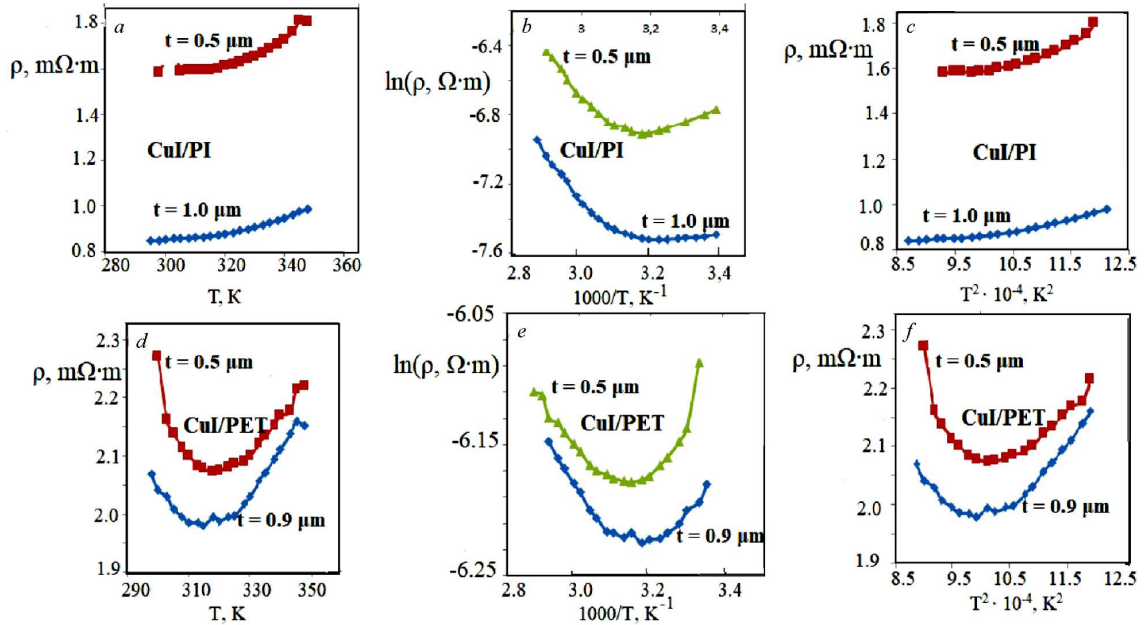 a
1.8
1.6
1.4
1.2
1.0
0.8
ρ, mΩ·m
t = 0.5 μm
CuI/PI
t = 1.0 μm
280 300 320 340 360
T, K
b
3 3,2 3,4
-6.4
-6.8
-7.2
-7.6
ln(ρ, Ω·m)
t = 0.5 μm
CuI/PI
t = 1.0 μm
2.8 3.0 3.2 3,4
1000/T, K⁻¹
c
1.8
1.6
1.4
1.2
1.0
0.8
ρ, mΩ·m
t = 0.5 μm
CuI/PI
t = 1.0 μm
8.5 9.5 10.5 11.5 12.5
T² · 10⁻⁴, K²
d
2.3
2.2
2.1
2.0
1.9
ρ, mΩ·m
t = 0.5 μm
CuI/PET
t = 0.9 μm
290 310 330 350
T, K
e
-6.05
-6.15
-6.25
ln(ρ, Ω·m)
t = 0.5 μm
CuI/PET
t = 0.9 μm
2.8 3.0 3.2 3.4
1000/T, K⁻¹
f
2.3
2.2
2.1
2.0
1.9
ρ, mΩ·m
t = 0.5 μm
CuI/PET
t = 0.9 μm
8.5 9.5 10.5 11.5 12.5
T² · 10⁻⁴, K²